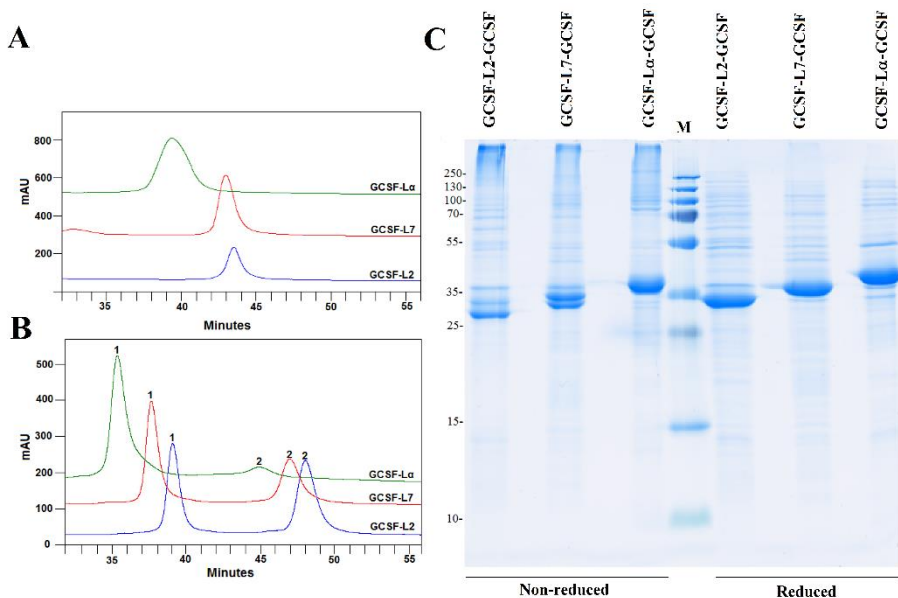 A
800
600
400
200
mAU
GCSF-Lα
GCSF-L7
GCSF-L2
35 40 45 50 55
Minutes
B
500
400
300
200
100
0
mAU
1
1
1
2
2
2
GCSF-Lα
GCSF-L7
GCSF-L2
35 40 45 50 55
Minutes
C
GCSF-L2-GCSF
GCSF-L7-GCSF
GCSF-Lα-GCSF
M
GCSF-L2-GCSF
GCSF-L7-GCSF
GCSF-Lα-GCSF
250-
130-
100-
70-
55-
35-
25-
15-
10-
Non-reduced
Reduced